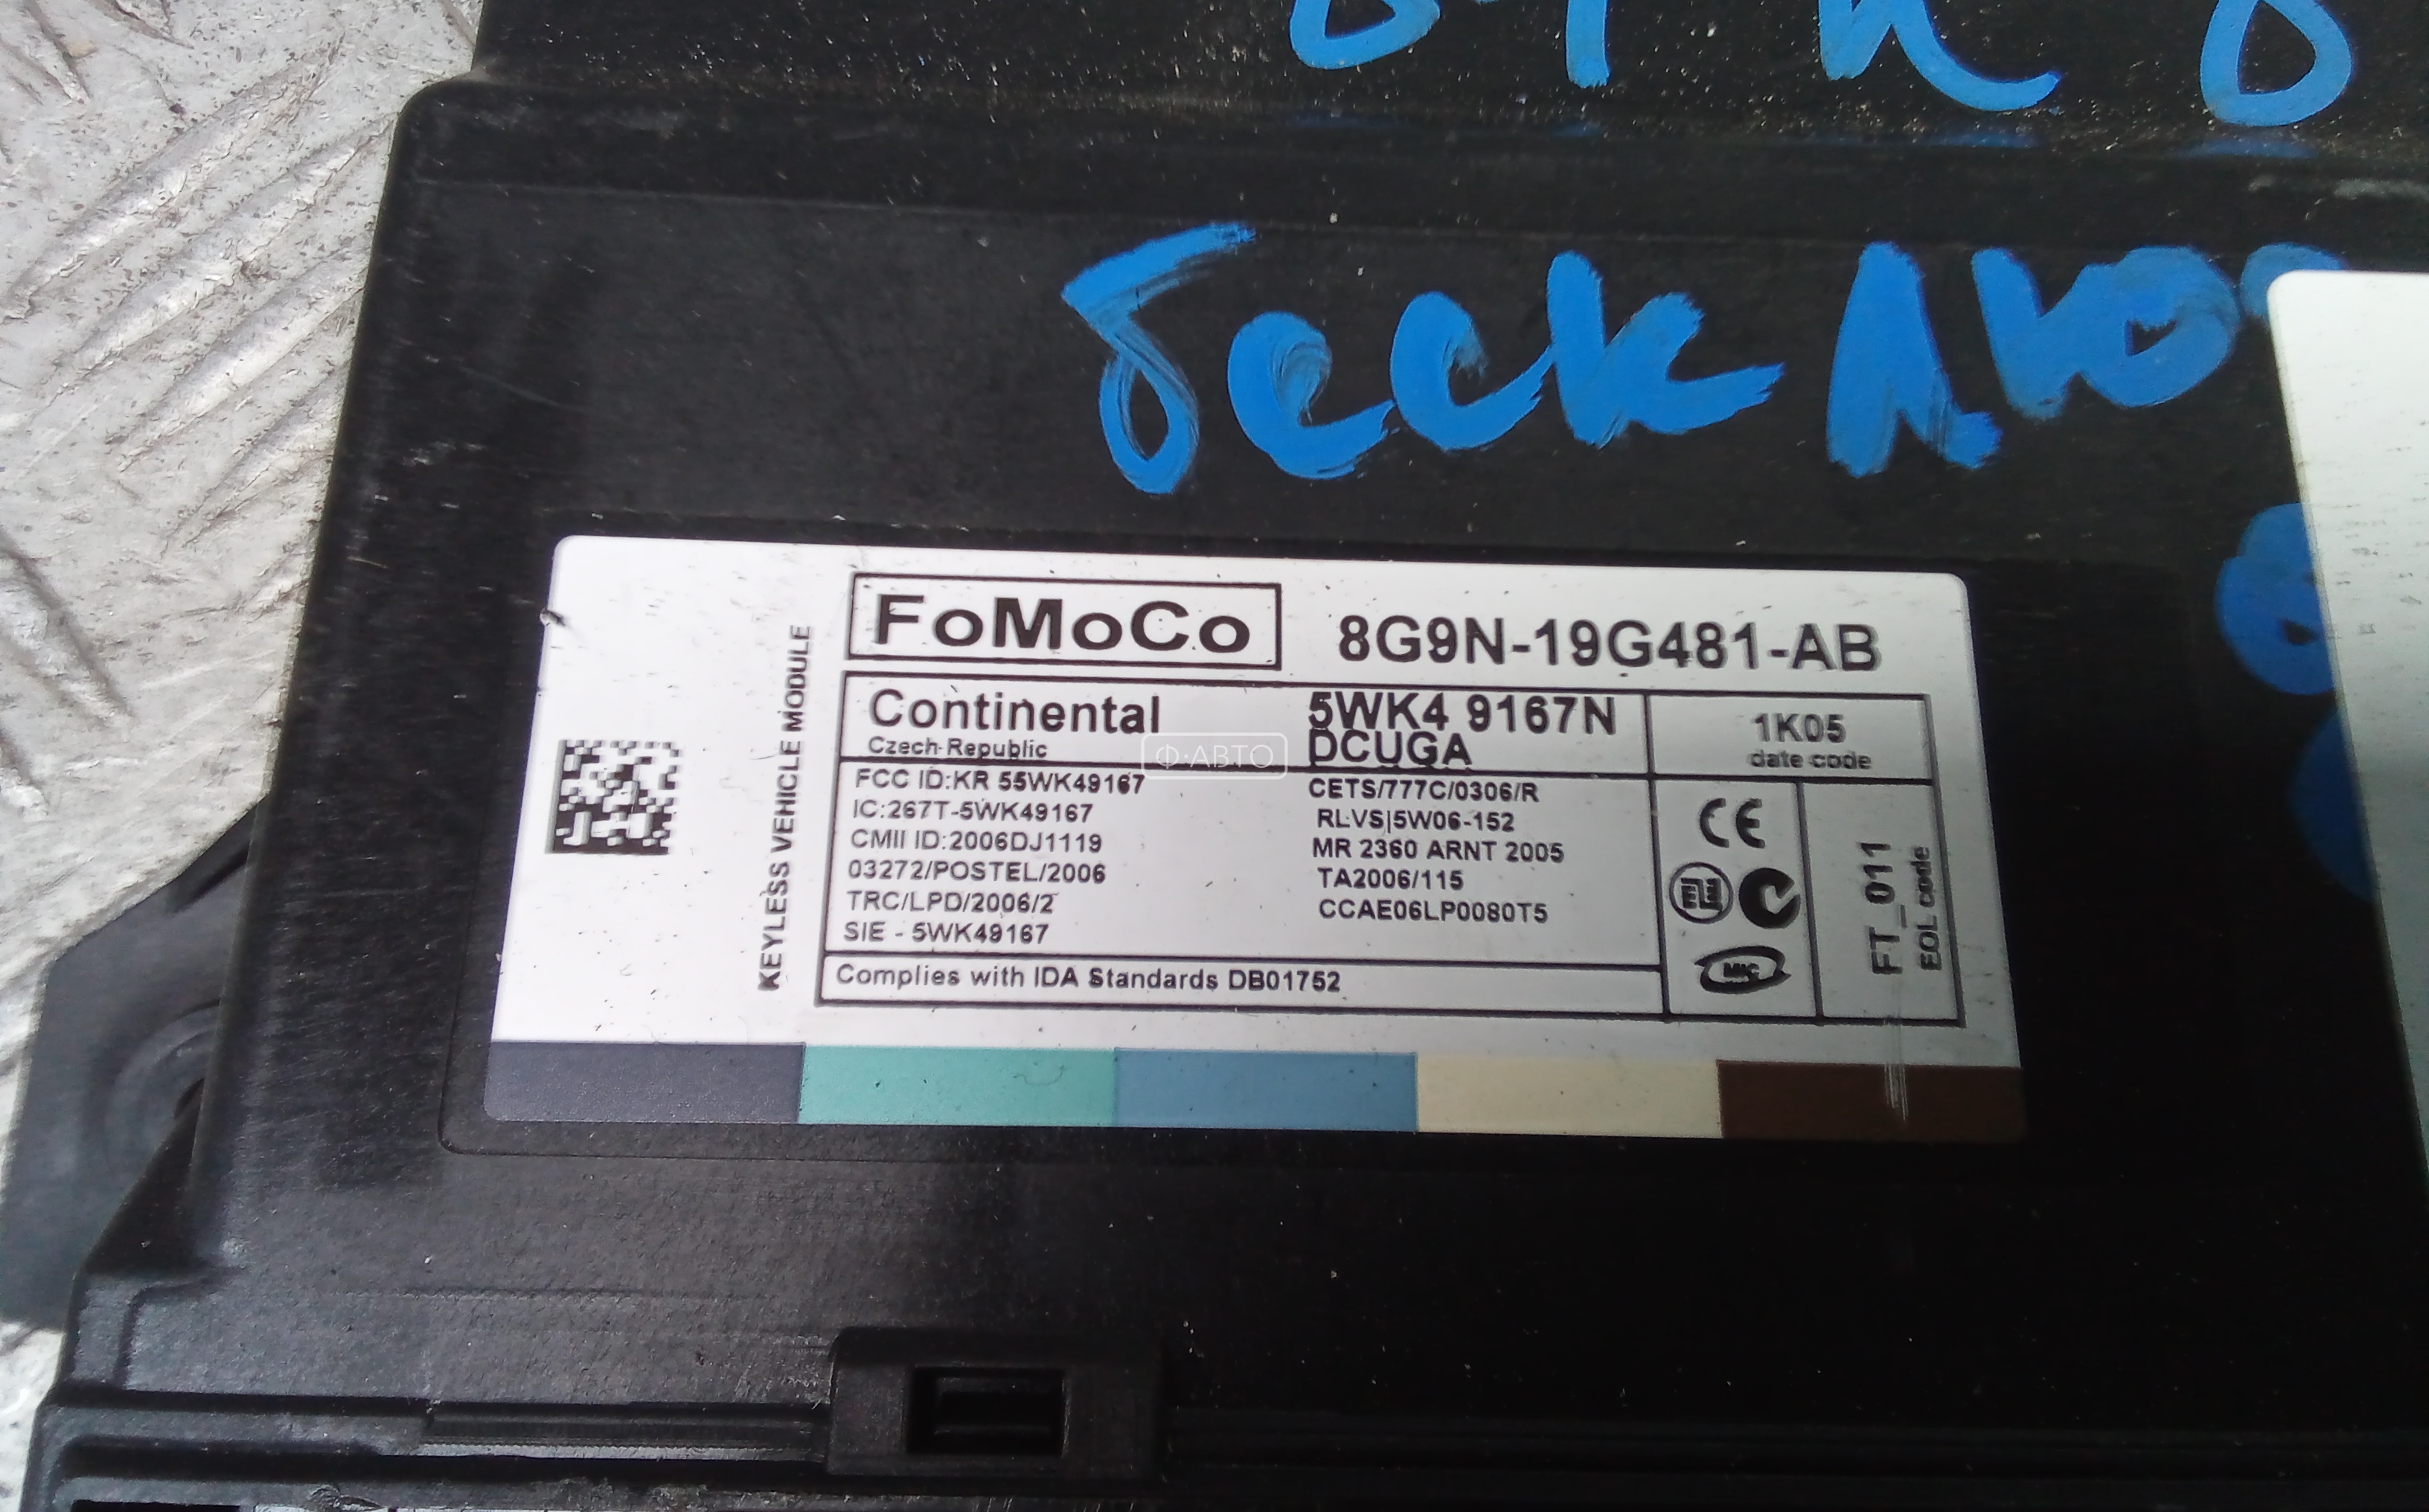 бесключ
FoMoCo 8G9N-19G481-AB
KEYLESS VEHICLE MODULE
Continental 5WK4 9167N 1K05
Czech Republic DCUGA date code
Ф·АВТО
FCC ID:KR 55WK49167 CETS/777C/0306/R
IC:267T-5WK49167 RLVS|5W06-152
CMII ID:2006DJ1119 MR 2360 ARNT 2005
03272/POSTEL/2006 TA2006/115
TRC/LPD/2006/2 CCAE06LP0080T5
SIE - 5WK49167
CE
MIC
FT_011
EOL code
Complies with IDA Standards DB01752